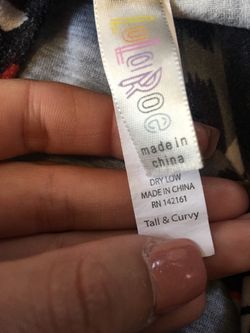 LuLaRoe
made in
china
DRY LOW
MADE IN CHINA
RN 142161
Tall & Curvy